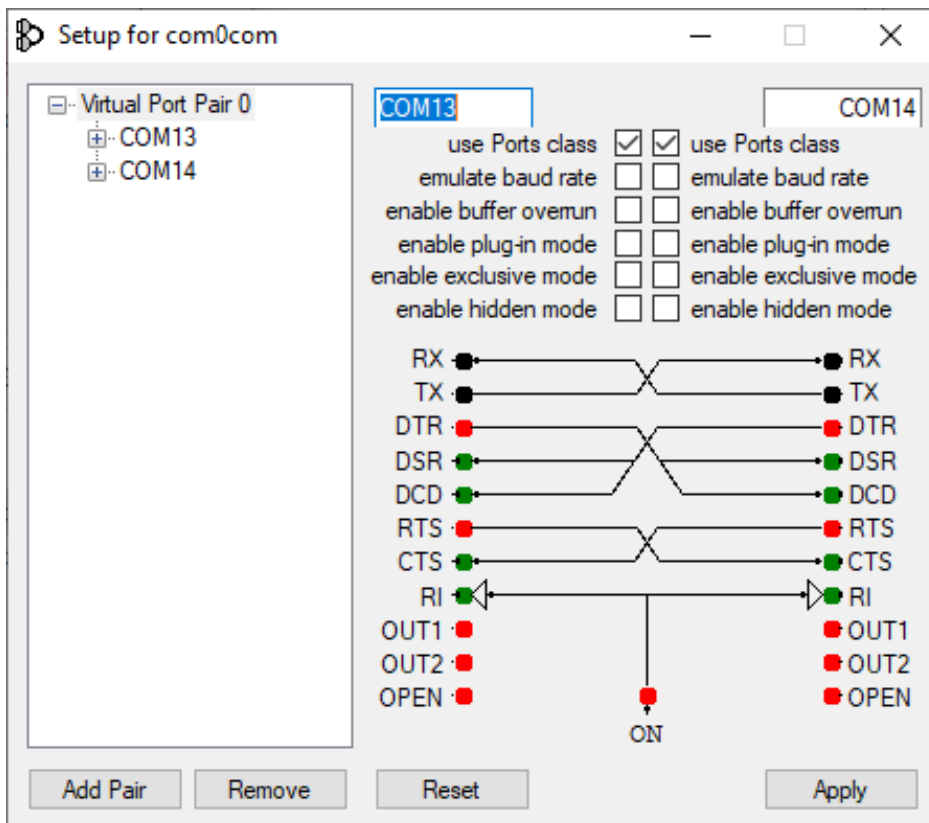 Setup for com0com
Virtual Port Pair 0
COM13
COM14
COM13 COM14
use Ports class use Ports class
emulate baud rate emulate baud rate
enable buffer overrun enable buffer overrun
enable plug-in mode enable plug-in mode
enable exclusive mode enable exclusive mode
enable hidden mode enable hidden mode
RX RX
TX TX
DTR DTR
DSR DSR
DCD DCD
RTS RTS
CTS CTS
RI RI
OUT1 OUT1
OUT2 OUT2
OPEN OPEN
ON
Add Pair Remove Reset Apply